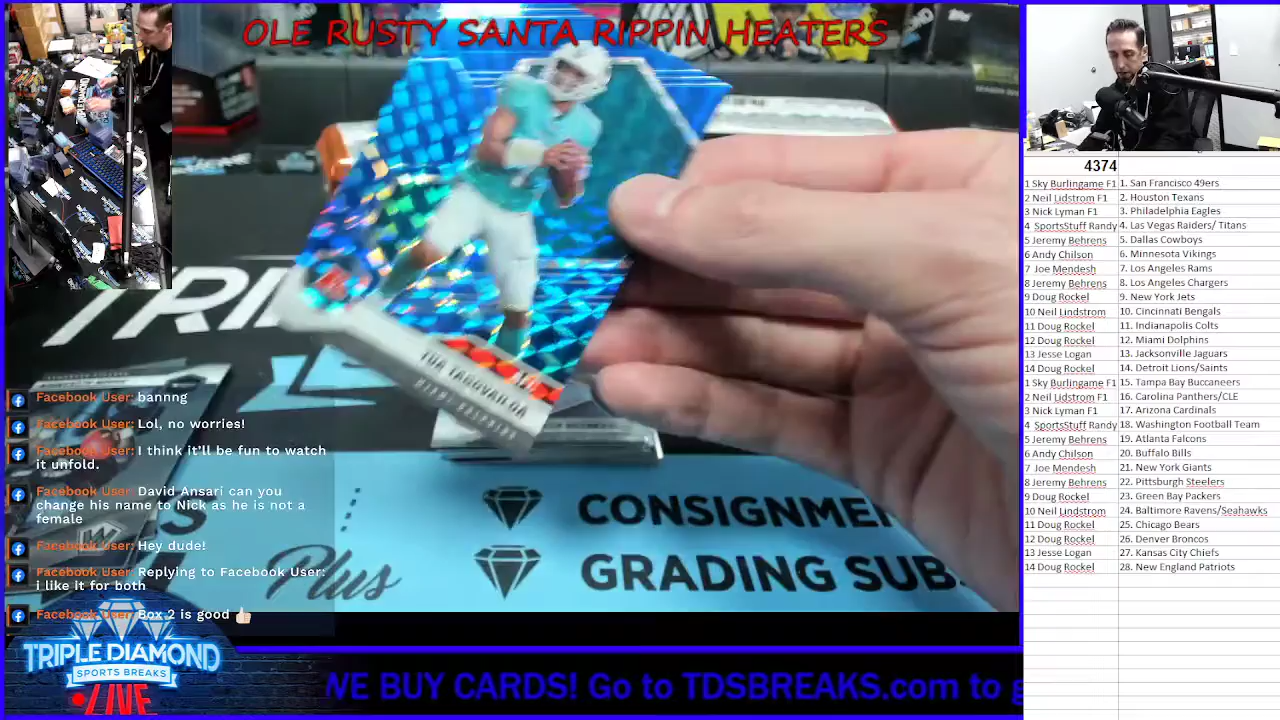 OLE RUSTY SANTA RIPPIN HEATERS
TUA TAGOVAILOA
MIAMI DOLPHINS
CONSIGNMEN
GRADING SUB
Plus
Facebook User: bannng
Facebook User: Lol, no worries!
Facebook User: I think it'll be fun to watch
it unfold.
Facebook User: David Ansari can you
change his name to Nick as he is not a
female
Facebook User: Hey dude!
Facebook User: Replying to Facebook User:
i like it for both
Facebook User: Box 2 is good 👍🏻
TRIPLE DIAMOND
SPORTS BREAKS
LIVE
WE BUY CARDS! Go to TDSBREAKS.com to g
4374
1 Sky Burlingame F1 1. San Francisco 49ers
2 Neil Lidstrom F1 2. Houston Texans
3 Nick Lyman F1 3. Philadelphia Eagles
4 SportsStuff Randy 4. Las Vegas Raiders/ Titans
5 Jeremy Behrens 5. Dallas Cowboys
6 Andy Chilson 6. Minnesota Vikings
7 Joe Mendesh 7. Los Angeles Rams
8 Jeremy Behrens 8. Los Angeles Chargers
9 Doug Rockel 9. New York Jets
10 Neil Lindstrom 10. Cincinnati Bengals
11 Doug Rockel 11. Indianapolis Colts
12 Doug Rockel 12. Miami Dolphins
13 Jesse Logan 13. Jacksonville Jaguars
14 Doug Rockel 14. Detroit Lions/Saints
1 Sky Burlingame F1 15. Tampa Bay Buccaneers
2 Neil Lidstrom F1 16. Carolina Panthers/CLE
3 Nick Lyman F1 17. Arizona Cardinals
4 SportsStuff Randy 18. Washington Football Team
5 Jeremy Behrens 19. Atlanta Falcons
6 Andy Chilson 20. Buffalo Bills
7 Joe Mendesh 21. New York Giants
8 Jeremy Behrens 22. Pittsburgh Steelers
9 Doug Rockel 23. Green Bay Packers
10 Neil Lindstrom 24. Baltimore Ravens/Seahawks
11 Doug Rockel 25. Chicago Bears
12 Doug Rockel 26. Denver Broncos
13 Jesse Logan 27. Kansas City Chiefs
14 Doug Rockel 28. New England Patriots